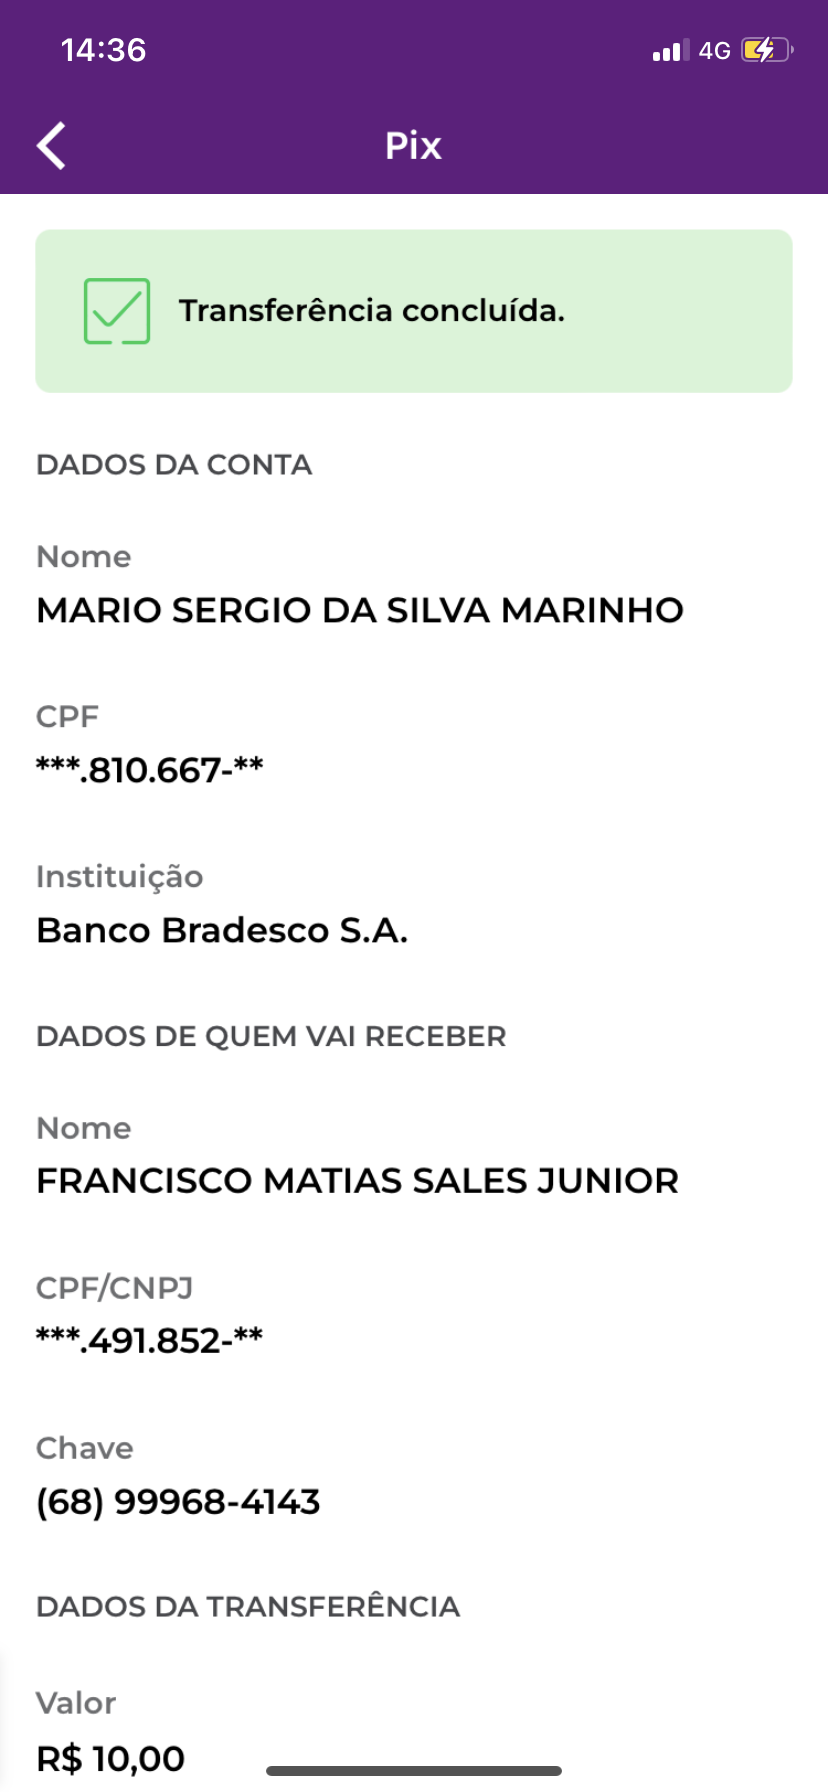 14:36
4G
Pix
Transferência concluída.
DADOS DA CONTA
Nome
MARIO SERGIO DA SILVA MARINHO
CPF
***.810.667-**
Instituição
Banco Bradesco S.A.
DADOS DE QUEM VAI RECEBER
Nome
FRANCISCO MATIAS SALES JUNIOR
CPF/CNPJ
***.491.852-**
Chave
(68) 99968-4143
DADOS DA TRANSFERÊNCIA
Valor
R$ 10,00